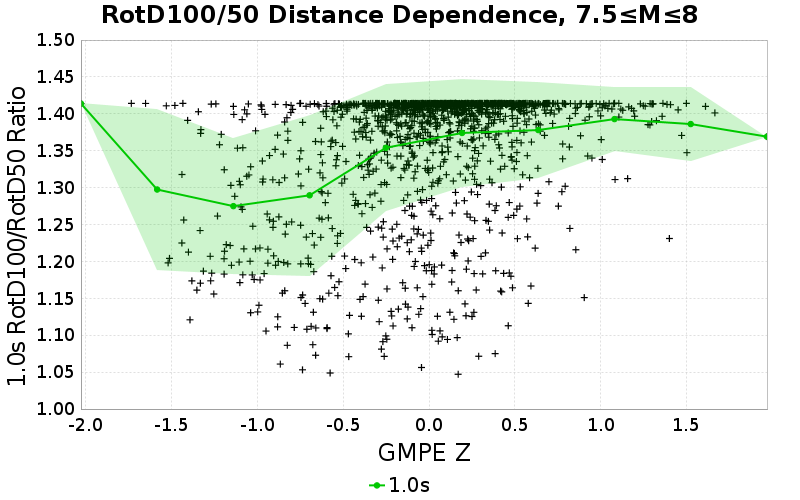 RotD100/50 Distance Dependence, 7.5≤M≤8
1.0s RotD100/RotD50 Ratio
1.50
1.45
1.40
1.35
1.30
1.25
1.20
1.15
1.10
1.05
1.00
-2.0 -1.5 -1.0 -0.5 0.0 0.5 1.0 1.5
GMPE Z
1.0s